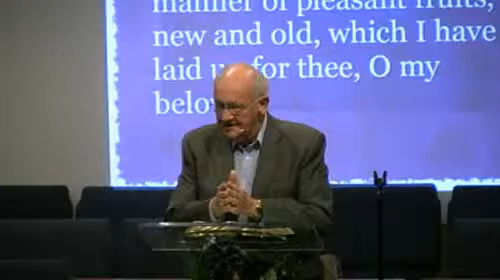 manner of pleasant fruits,
new and old, which I have
laid for thee, O my